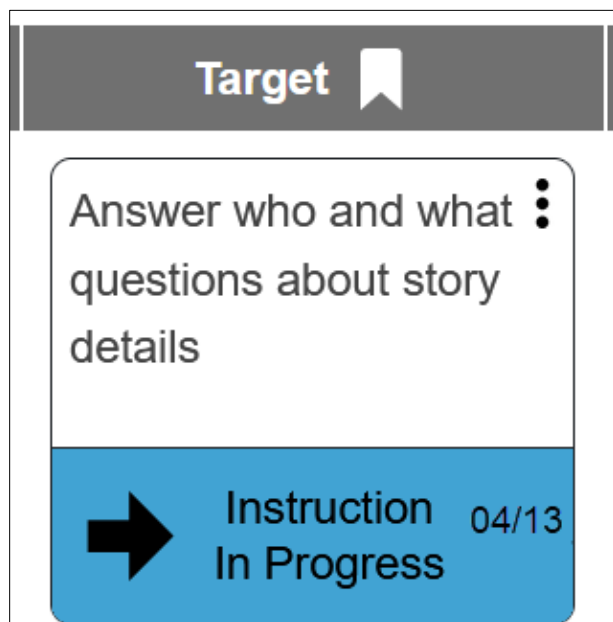 Target
Answer who and what
questions about story
details
Instruction
In Progress
04/13